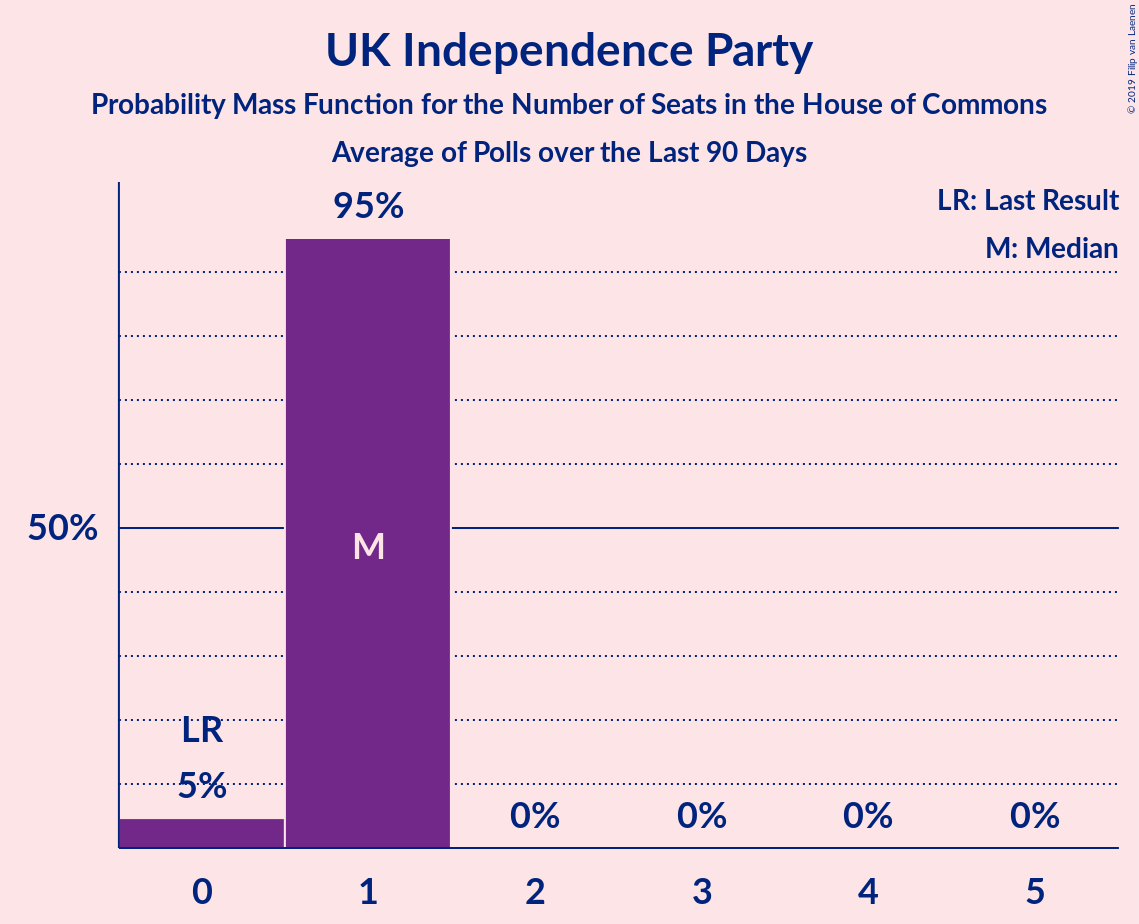 UK Independence Party
Probability Mass Function for the Number of Seats in the House of Commons
Average of Polls over the Last 90 Days
© 2019 Filip van Laenen
LR: Last Result
M: Median
95%
50%
M
LR
5%
0%
0%
0%
0%
0
1
2
3
4
5